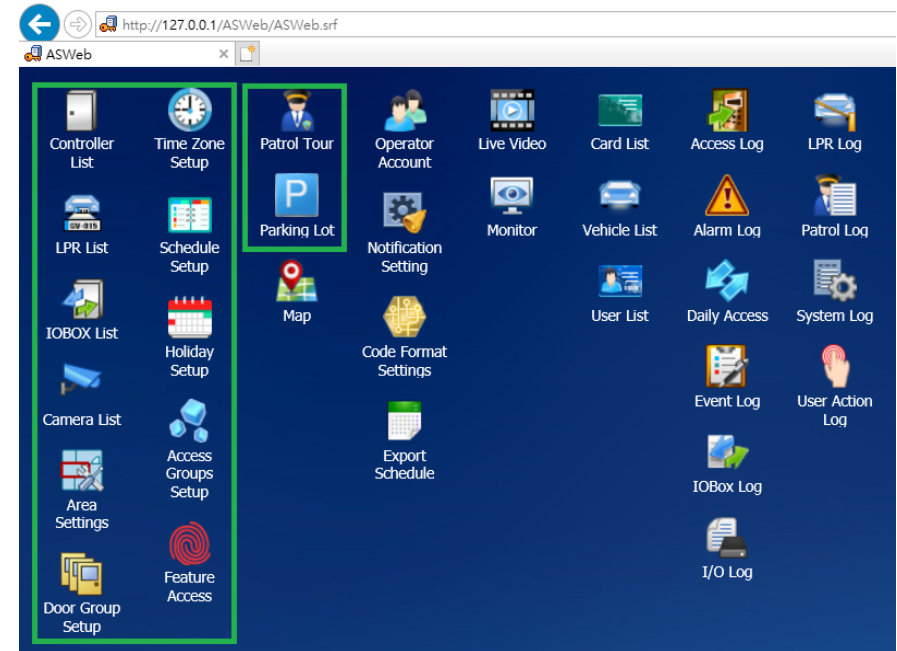 http://127.0.0.1/ASWeb/ASWeb.srf
ASWeb
Controller
List
Time Zone
Setup
Patrol Tour
Operator
Account
Live Video
Card List
Access Log
LPR Log
GV-015
LPR List
Schedule
Setup
P
Parking Lot
Notification
Setting
Monitor
Vehicle List
Alarm Log
Patrol Log
IOBOX List
Holiday
Setup
Map
Code Format
Settings
User List
Daily Access
System Log
Camera List
Access
Groups
Setup
Export
Schedule
Event Log
User Action
Log
Area
Settings
IOBox Log
Door Group
Setup
Feature
Access
I/O Log